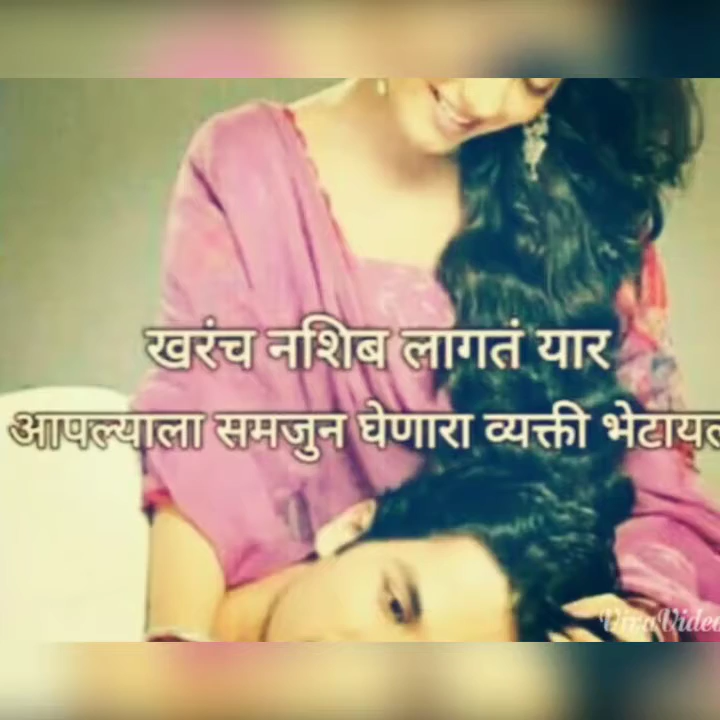 खरंच नशिब लागतं यार
आपल्याला समजुन घेणारा व्यक्ती